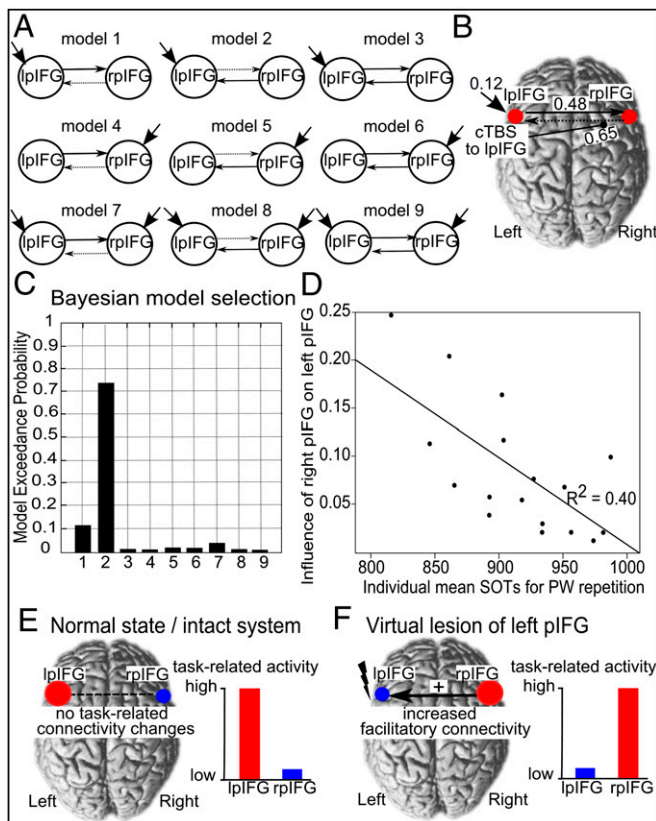 A
model 1
model 2
model 3
lpIFG
rpIFG
lpIFG
rpIFG
lpIFG
rpIFG
model 4
model 5
model 6
lpIFG
rpIFG
lpIFG
rpIFG
lpIFG
rpIFG
model 7
model 8
model 9
lpIFG
rpIFG
lpIFG
rpIFG
lpIFG
rpIFG
B
lpIFG
rpIFG
0.12
0.48
cTBS
to lpIFG
0.65
Left
Right
C
Bayesian model selection
Model Exceedance Probability
1
0.9
0.8
0.7
0.6
0.5
0.4
0.3
0.2
0.1
0
1 2 3 4 5 6 7 8 9
D
Influence of right pIFG on left pIFG
0.25
0.20
0.15
0.10
0.05
R2 = 0.40
800 850 900 950 1000
Individual mean SOTs for PW repetition
E Normal state / intact system
lpIFG
rpIFG
no task-related
connectivity changes
Left
Right
task-related activity
high
low
lpIFG rpIFG
F Virtual lesion of left pIFG
lpIFG
rpIFG
+
increased
facilitatory connectivity
Left
Right
task-related activity
high
low
lpIFG rpIFG